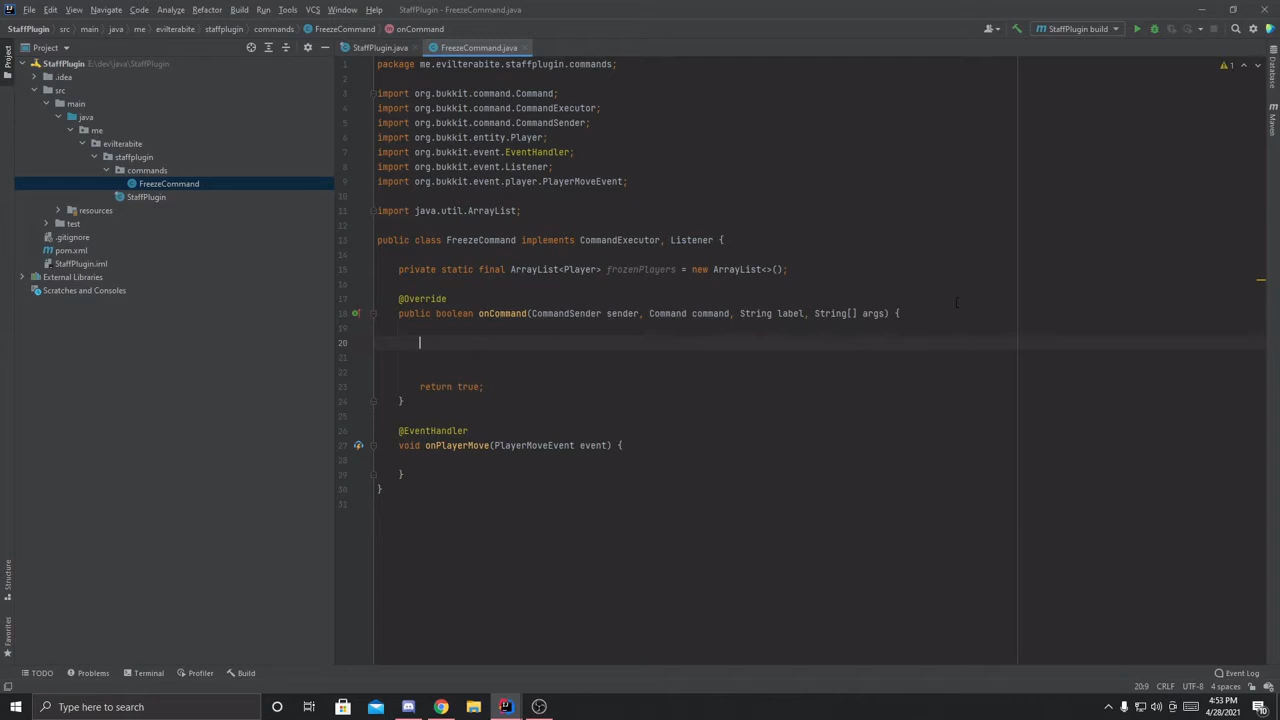 File Edit View Navigate Code Analyze Refactor Build Run Tools VCS Window Help StaffPlugin - FreezeCommand.java
StaffPlugin src main java me evilterabite staffplugin commands FreezeCommand onCommand StaffPlugin build
Project StaffPlugin.java FreezeCommand.java
StaffPlugin E:\dev\java\StaffPlugin
.idea
src
main
java
me
evilterabite
staffplugin
commands
FreezeCommand
StaffPlugin
resources
test
.gitignore
pom.xml
StaffPlugin.iml
External Libraries
Scratches and Consoles
1 package me.evilterabite.staffplugin.commands;
2
3 import org.bukkit.command.Command;
4 import org.bukkit.command.CommandExecutor;
5 import org.bukkit.command.CommandSender;
6 import org.bukkit.entity.Player;
7 import org.bukkit.event.EventHandler;
8 import org.bukkit.event.Listener;
9 import org.bukkit.event.player.PlayerMoveEvent;
10
11 import java.util.ArrayList;
12
13 public class FreezeCommand implements CommandExecutor, Listener {
14
15 private static final ArrayList<Player> frozenPlayers = new ArrayList<>();
16
17 @Override
18 public boolean onCommand(CommandSender sender, Command command, String label, String[] args) {
19
20
21
22
23 return true;
24 }
25
26 @EventHandler
27 void onPlayerMove(PlayerMoveEvent event) {
28
29 }
30 }
31
1
Project
Structure
Favorites
Database
Maven
TODO Problems Terminal Profiler Build Event Log
20:9 CRLF UTF-8 4 spaces
Type here to search
4:53 PM
4/28/2021
10